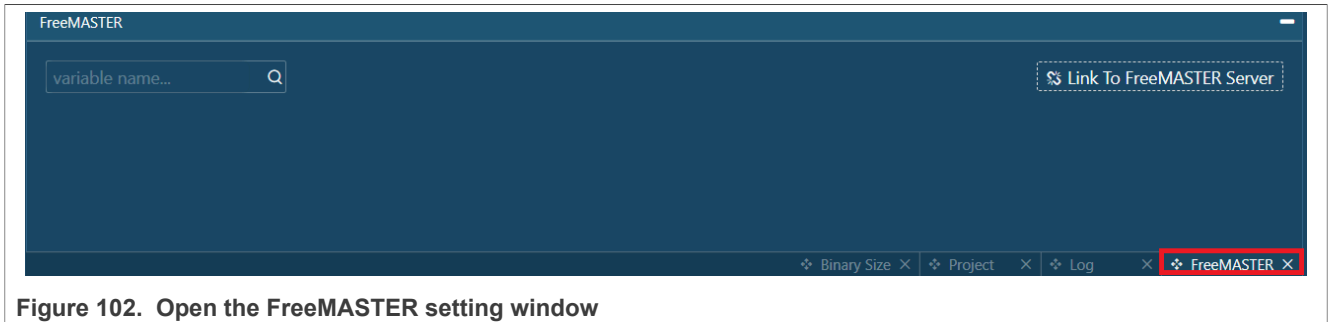 FreeMASTER
variable name...
Link To FreeMASTER Server
Binary Size Project Log FreeMASTER
Figure 102. Open the FreeMASTER setting window